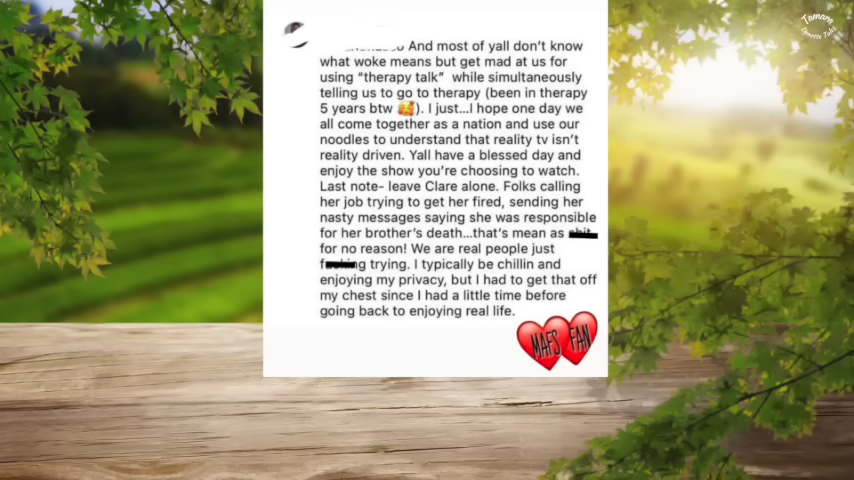 And most of yall don't know
what woke means but get mad at us for
using "therapy talk" while simultaneously
telling us to go to therapy (been in therapy
5 years btw 🥰). I just...I hope one day we
all come together as a nation and use our
noodles to understand that reality tv isn't
reality driven. Yall have a blessed day and
enjoy the show you're choosing to watch.
Last note- leave Clare alone. Folks calling
her job trying to get her fired, sending her
nasty messages saying she was responsible
for her brother's death...that's mean as
for no reason! We are real people just
trying. I typically be chillin and
enjoying my privacy, but I had to get that off
my chest since I had a little time before
going back to enjoying real life.
MAFS FAN
Tamara